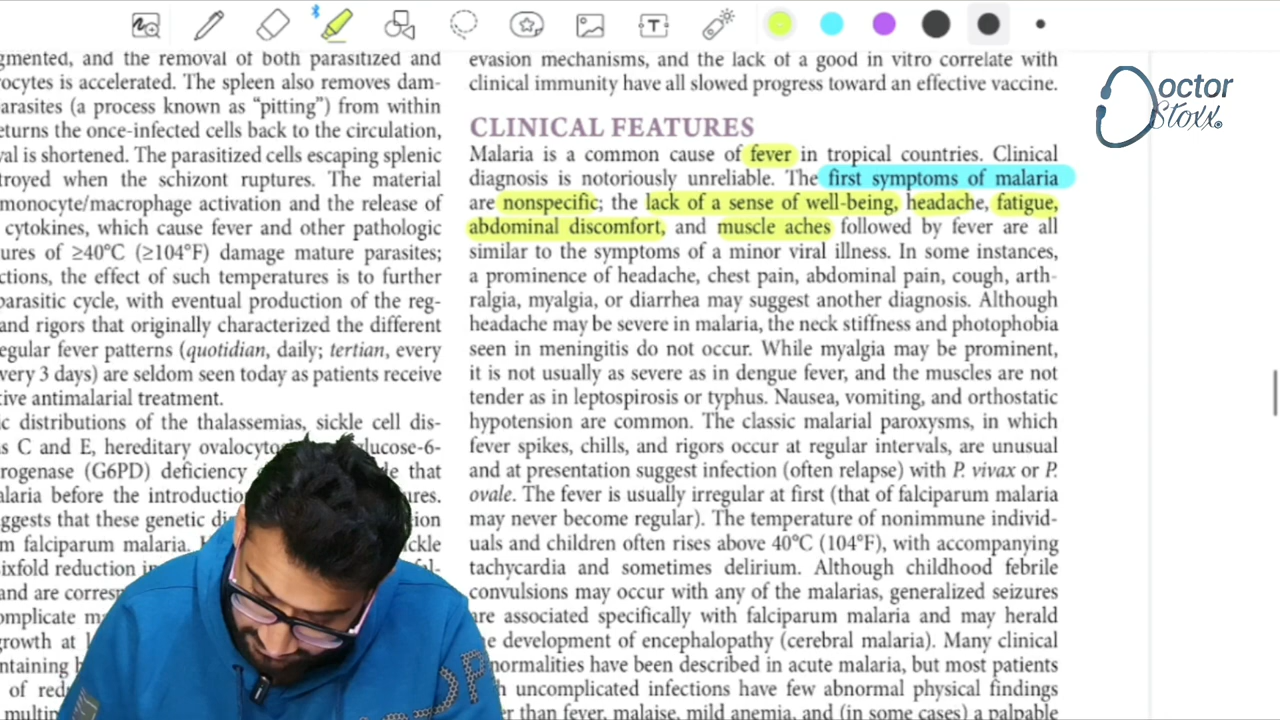 gmented, and the removal of both parasitized and
ocytes is accelerated. The spleen also removes dam-
arasites (a process known as “pitting”) from within
eturns the once-infected cells back to the circulation,
val is shortened. The parasitized cells escaping splenic
troyed when the schizont ruptures. The material
monocyte/macrophage activation and the release of
cytokines, which cause fever and other pathologic
ures of ≥40°C (≥104°F) damage mature parasites;
ctions, the effect of such temperatures is to further
parasitic cycle, with eventual production of the reg-
and rigors that originally characterized the different
egular fever patterns (quotidian, daily; tertian, every
very 3 days) are seldom seen today as patients receive
tive antimalarial treatment.
ic distributions of the thalassemias, sickle cell dis-
s C and E, hereditary ovalocyto glucose-6-
rogenase (G6PD) deficiency de that
alaria before the introduction ures.
ggests that these genetic di tion
m falciparum malaria. ckle
sixfold reduction in fal-
and are corresp
omplicate m
growth at l
ntaining h
of red
multip
evasion mechanisms, and the lack of a good in vitro correlate with
clinical immunity have all slowed progress toward an effective vaccine.
CLINICAL FEATURES
Malaria is a common cause of fever in tropical countries. Clinical
diagnosis is notoriously unreliable. The first symptoms of malaria
are nonspecific; the lack of a sense of well-being, headache, fatigue,
abdominal discomfort, and muscle aches followed by fever are all
similar to the symptoms of a minor viral illness. In some instances,
a prominence of headache, chest pain, abdominal pain, cough, arth-
ralgia, myalgia, or diarrhea may suggest another diagnosis. Although
headache may be severe in malaria, the neck stiffness and photophobia
seen in meningitis do not occur. While myalgia may be prominent,
it is not usually as severe as in dengue fever, and the muscles are not
tender as in leptospirosis or typhus. Nausea, vomiting, and orthostatic
hypotension are common. The classic malarial paroxysms, in which
fever spikes, chills, and rigors occur at regular intervals, are unusual
and at presentation suggest infection (often relapse) with P. vivax or P.
ovale. The fever is usually irregular at first (that of falciparum malaria
may never become regular). The temperature of nonimmune individ-
uals and children often rises above 40°C (104°F), with accompanying
tachycardia and sometimes delirium. Although childhood febrile
convulsions may occur with any of the malarias, generalized seizures
are associated specifically with falciparum malaria and may herald
e development of encephalopathy (cerebral malaria). Many clinical
normalities have been described in acute malaria, but most patients
h uncomplicated infections have few abnormal physical findings
er than fever, malaise, mild anemia, and (in some cases) a palpable
Doctor
Stoxx